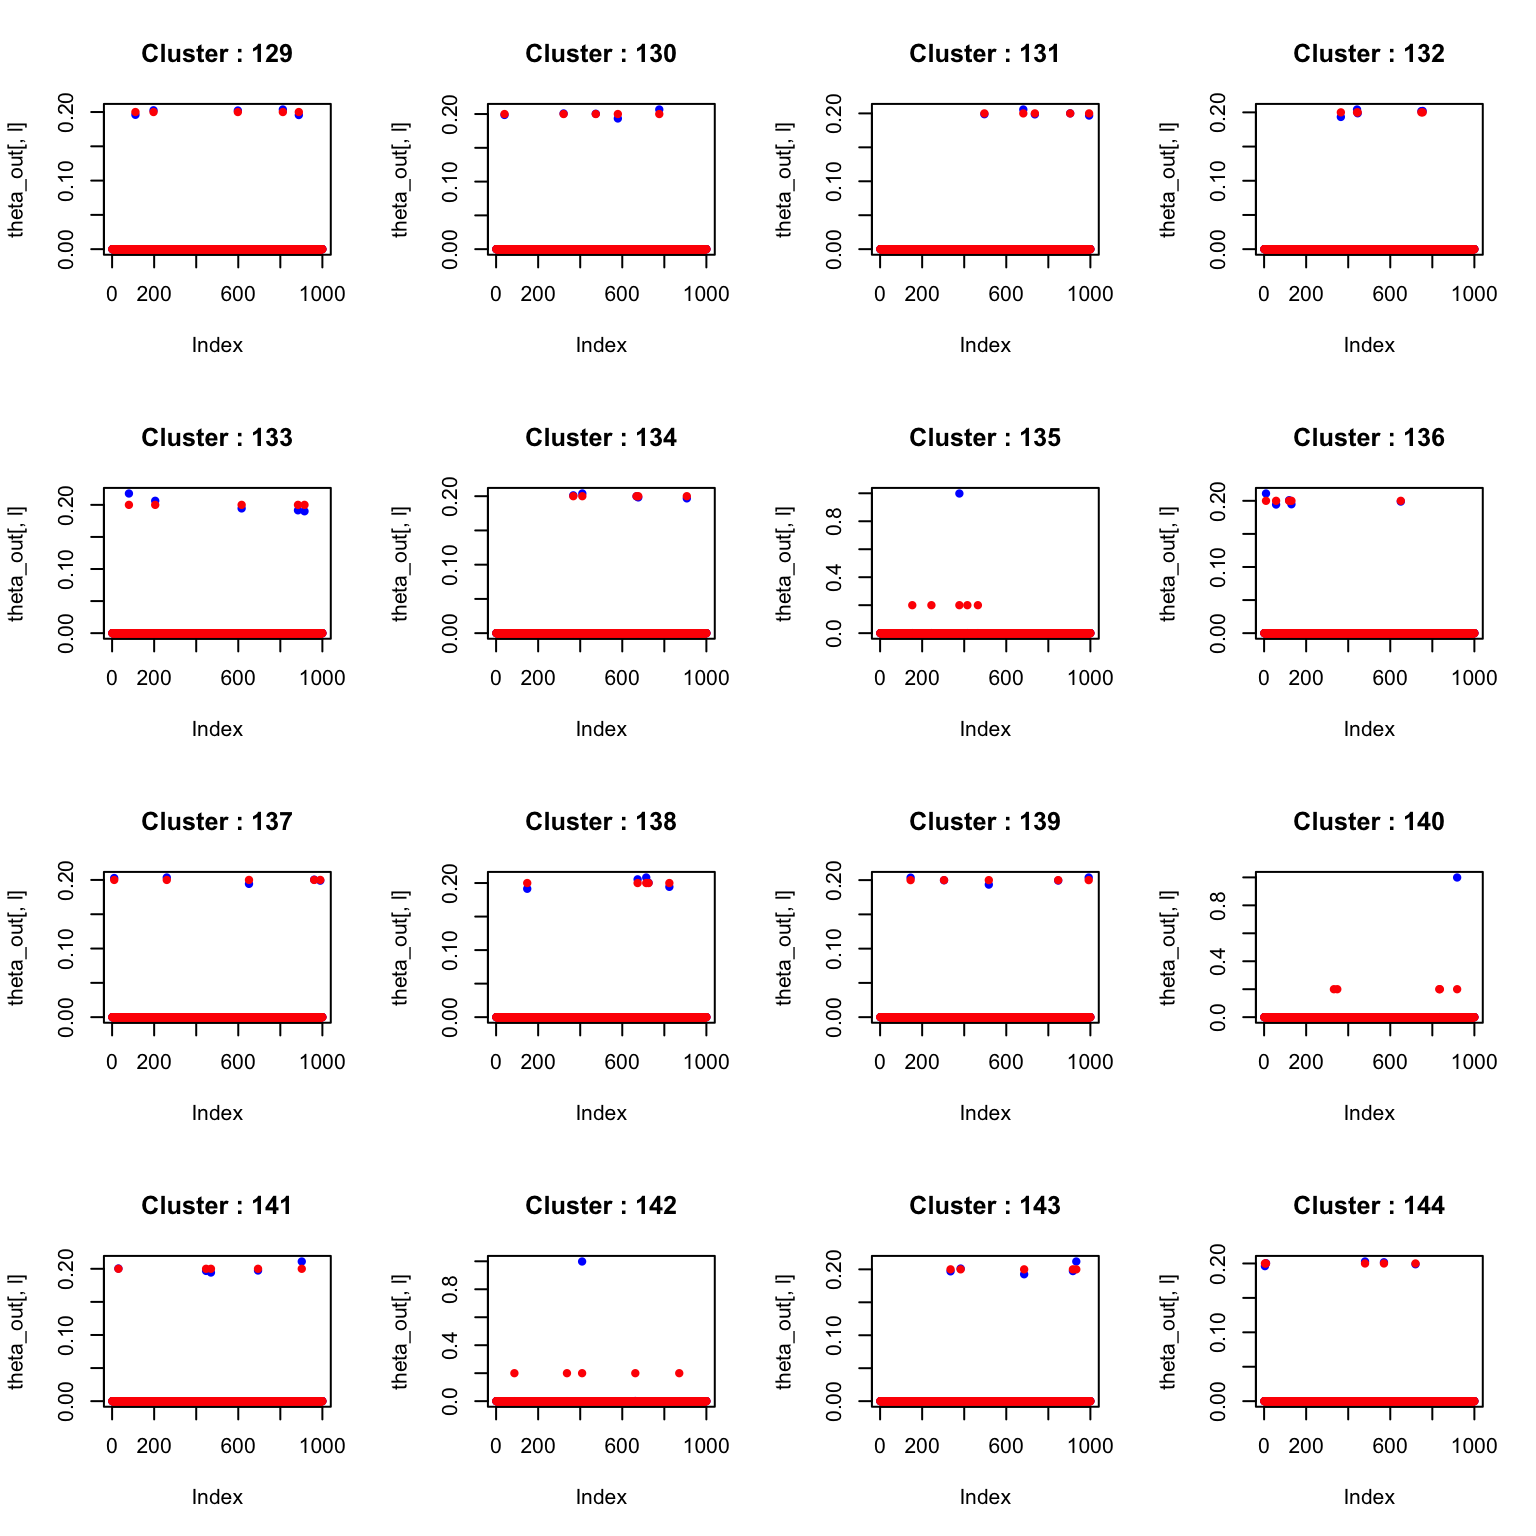 Cluster : 129
theta_out[, l]
0.00 0.10 0.20
0 200 600 1000
Index
Cluster : 130
theta_out[, l]
0.00 0.10 0.20
0 200 600 1000
Index
Cluster : 131
theta_out[, l]
0.00 0.10 0.20
0 200 600 1000
Index
Cluster : 132
theta_out[, l]
0.00 0.10 0.20
0 200 600 1000
Index
Cluster : 133
theta_out[, l]
0.00 0.10 0.20
0 200 600 1000
Index
Cluster : 134
theta_out[, l]
0.00 0.10 0.20
0 200 600 1000
Index
Cluster : 135
theta_out[, l]
0.0 0.4 0.8
0 200 600 1000
Index
Cluster : 136
theta_out[, l]
0.00 0.10 0.20
0 200 600 1000
Index
Cluster : 137
theta_out[, l]
0.00 0.10 0.20
0 200 600 1000
Index
Cluster : 138
theta_out[, l]
0.00 0.10 0.20
0 200 600 1000
Index
Cluster : 139
theta_out[, l]
0.00 0.10 0.20
0 200 600 1000
Index
Cluster : 140
theta_out[, l]
0.0 0.4 0.8
0 200 600 1000
Index
Cluster : 141
theta_out[, l]
0.00 0.10 0.20
0 200 600 1000
Index
Cluster : 142
theta_out[, l]
0.0 0.4 0.8
0 200 600 1000
Index
Cluster : 143
theta_out[, l]
0.00 0.10 0.20
0 200 600 1000
Index
Cluster : 144
theta_out[, l]
0.00 0.10 0.20
0 200 600 1000
Index